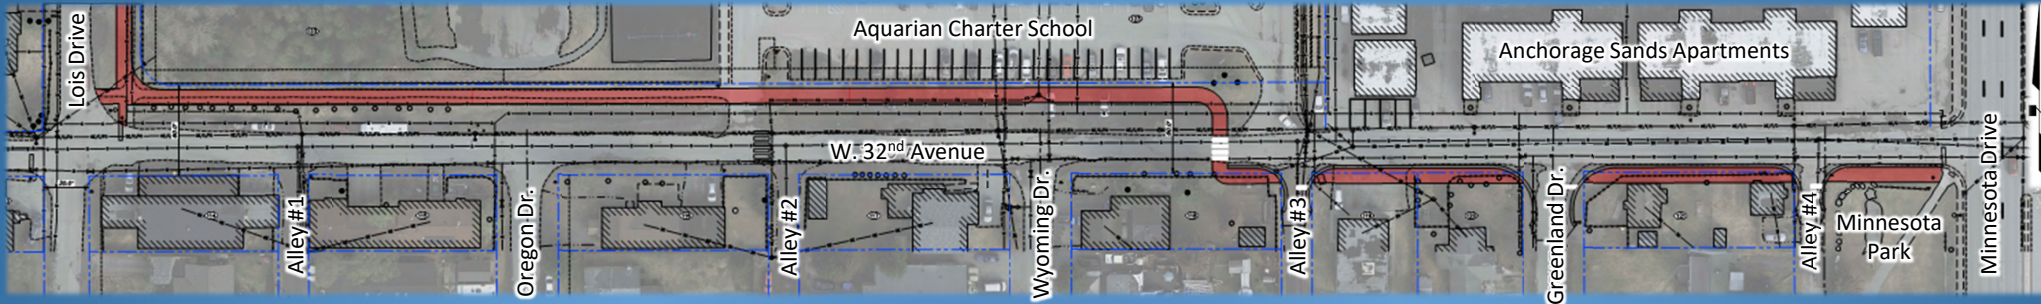 Lois Drive
Aquarian Charter School
Anchorage Sands Apartments
W. 32nd Avenue
Minnesota Drive
Alley #1
Oregon Dr.
Alley #2
Wyoming Dr.
Alley #3
Greenland Dr.
Alley #4
Minnesota
Park